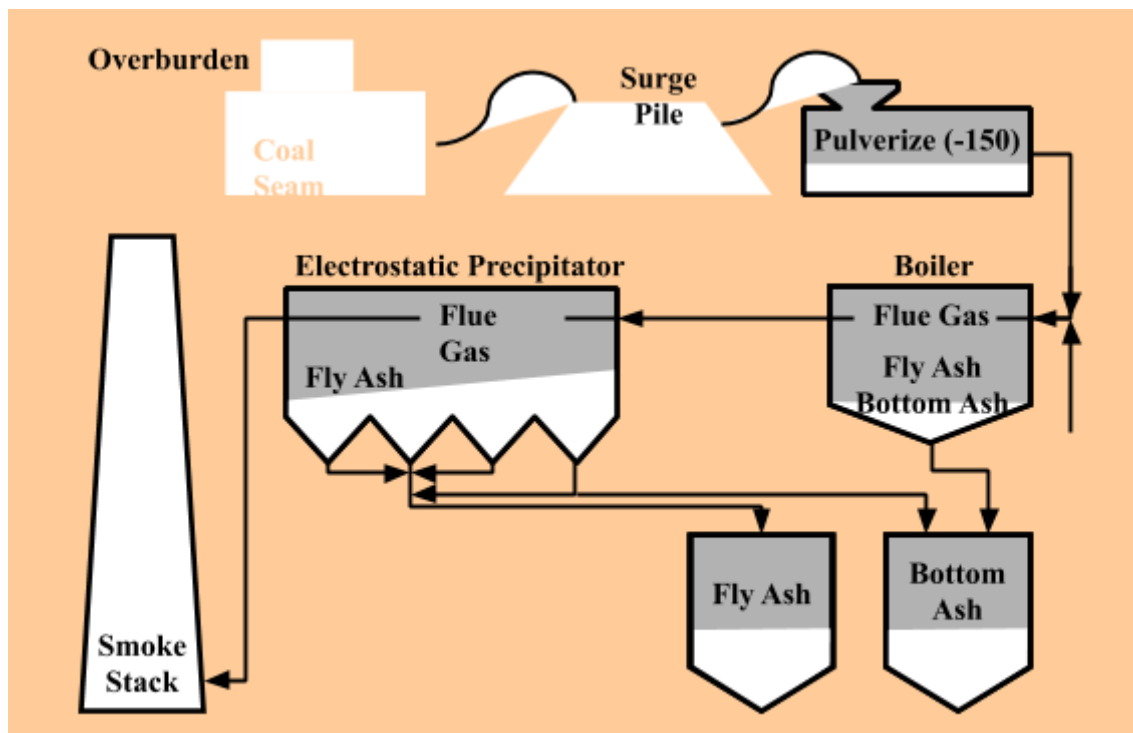 Overburden
Coal
Seam
Surge
Pile
Pulverize (-150)
Electrostatic Precipitator
Boiler
Flue
Gas
Fly Ash
Flue Gas
Fly Ash
Bottom Ash
Smoke
Stack
Fly Ash
Bottom
Ash